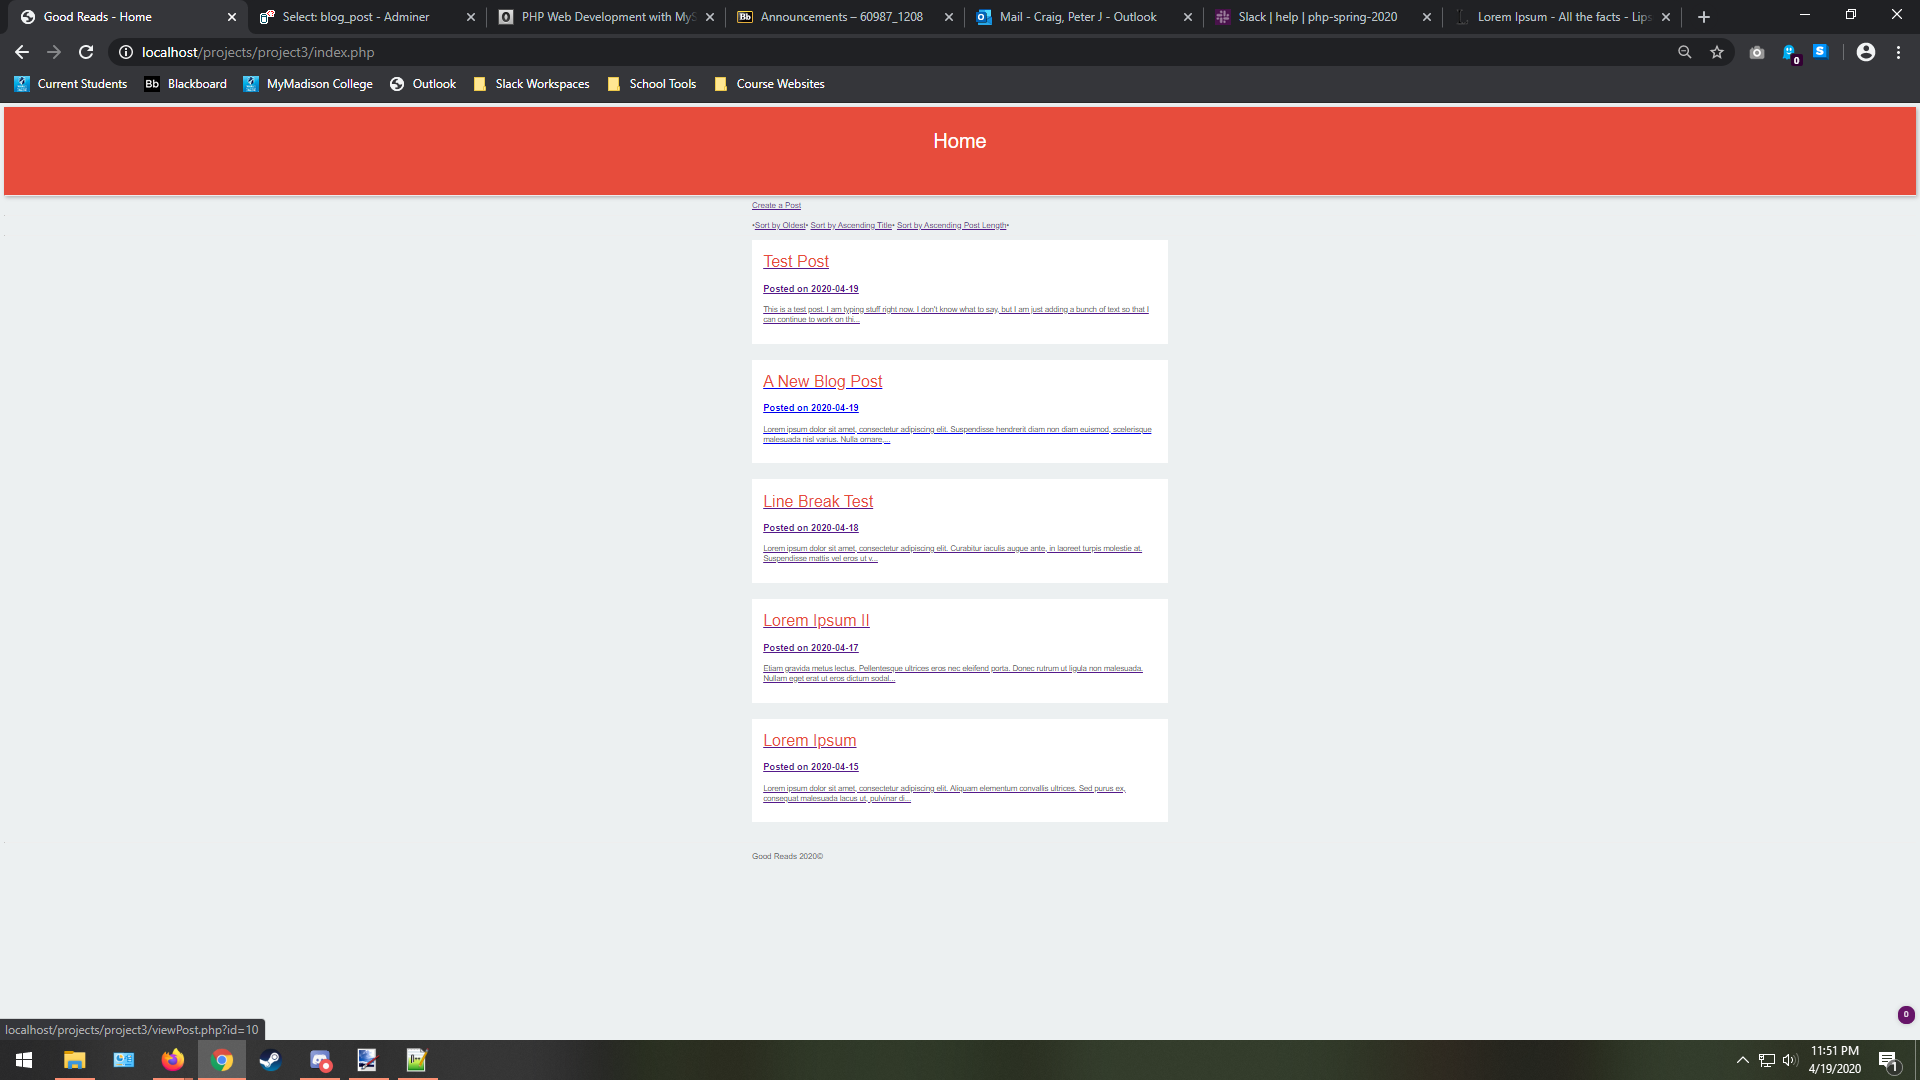 Good Reads - Home
Select: blog_post - Adminer
PHP Web Development with MyS
Announcements – 60987_1208
Mail - Craig, Peter J - Outlook
Slack | help | php-spring-2020
Lorem Ipsum - All the facts - Lips
localhost/projects/project3/index.php
0
S
Current Students
Bb Blackboard
MyMadison College
Outlook
Slack Workspaces
School Tools
Course Websites
Home
Create a Post
•Sort by Oldest• Sort by Ascending Title• Sort by Ascending Post Length•
Test Post
Posted on 2020-04-19
This is a test post. I am typing stuff right now. I don't know what to say, but I am just adding a bunch of text so that I
can continue to work on thi...
A New Blog Post
Posted on 2020-04-19
Lorem ipsum dolor sit amet, consectetur adipiscing elit. Suspendisse hendrerit diam non diam euismod, scelerisque
malesuada nisl varius. Nulla ornare,...
Line Break Test
Posted on 2020-04-18
Lorem ipsum dolor sit amet, consectetur adipiscing elit. Curabitur iaculis augue ante, in laoreet turpis molestie at.
Suspendisse mattis vel eros ut v...
Lorem Ipsum II
Posted on 2020-04-17
Etiam gravida metus lectus. Pellentesque ultrices eros nec eleifend porta. Donec rutrum ut ligula non malesuada.
Nullam eget erat ut eros dictum sodal...
Lorem Ipsum
Posted on 2020-04-15
Lorem ipsum dolor sit amet, consectetur adipiscing elit. Aliquam elementum convallis ultrices. Sed purus ex,
consequat malesuada lacus ut, pulvinar di...
Good Reads 2020©
0
localhost/projects/project3/viewPost.php?id=10
11:51 PM
4/19/2020
1